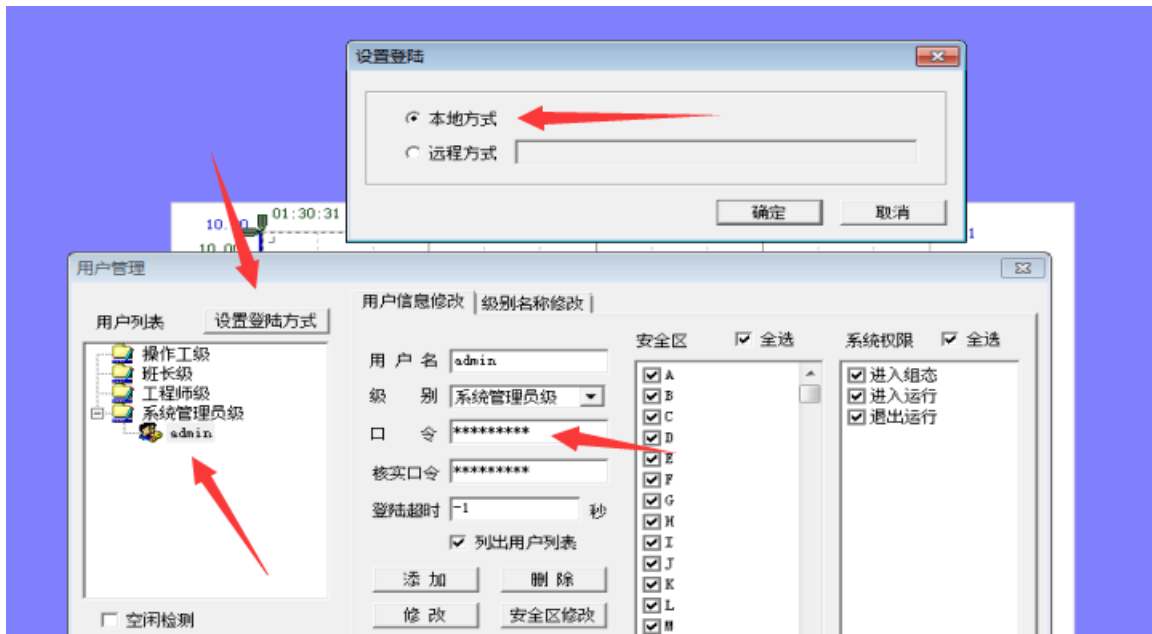 设置登陆
本地方式
远程方式
确定
取消
01:30:31
10.00
10.00
1
用户管理
用户列表
设置登陆方式
操作工级
班长级
工程师级
系统管理员级
admin
空闲检测
用户信息修改
级别名称修改
用户名 admin
级别 系统管理员级
口令 *********
核实口令 *********
登陆超时 -1 秒
列出用户列表
添加
删除
修改
安全区修改
安全区 全选
A
B
C
D
E
F
G
H
I
J
K
L
M
系统权限 全选
进入组态
进入运行
退出运行